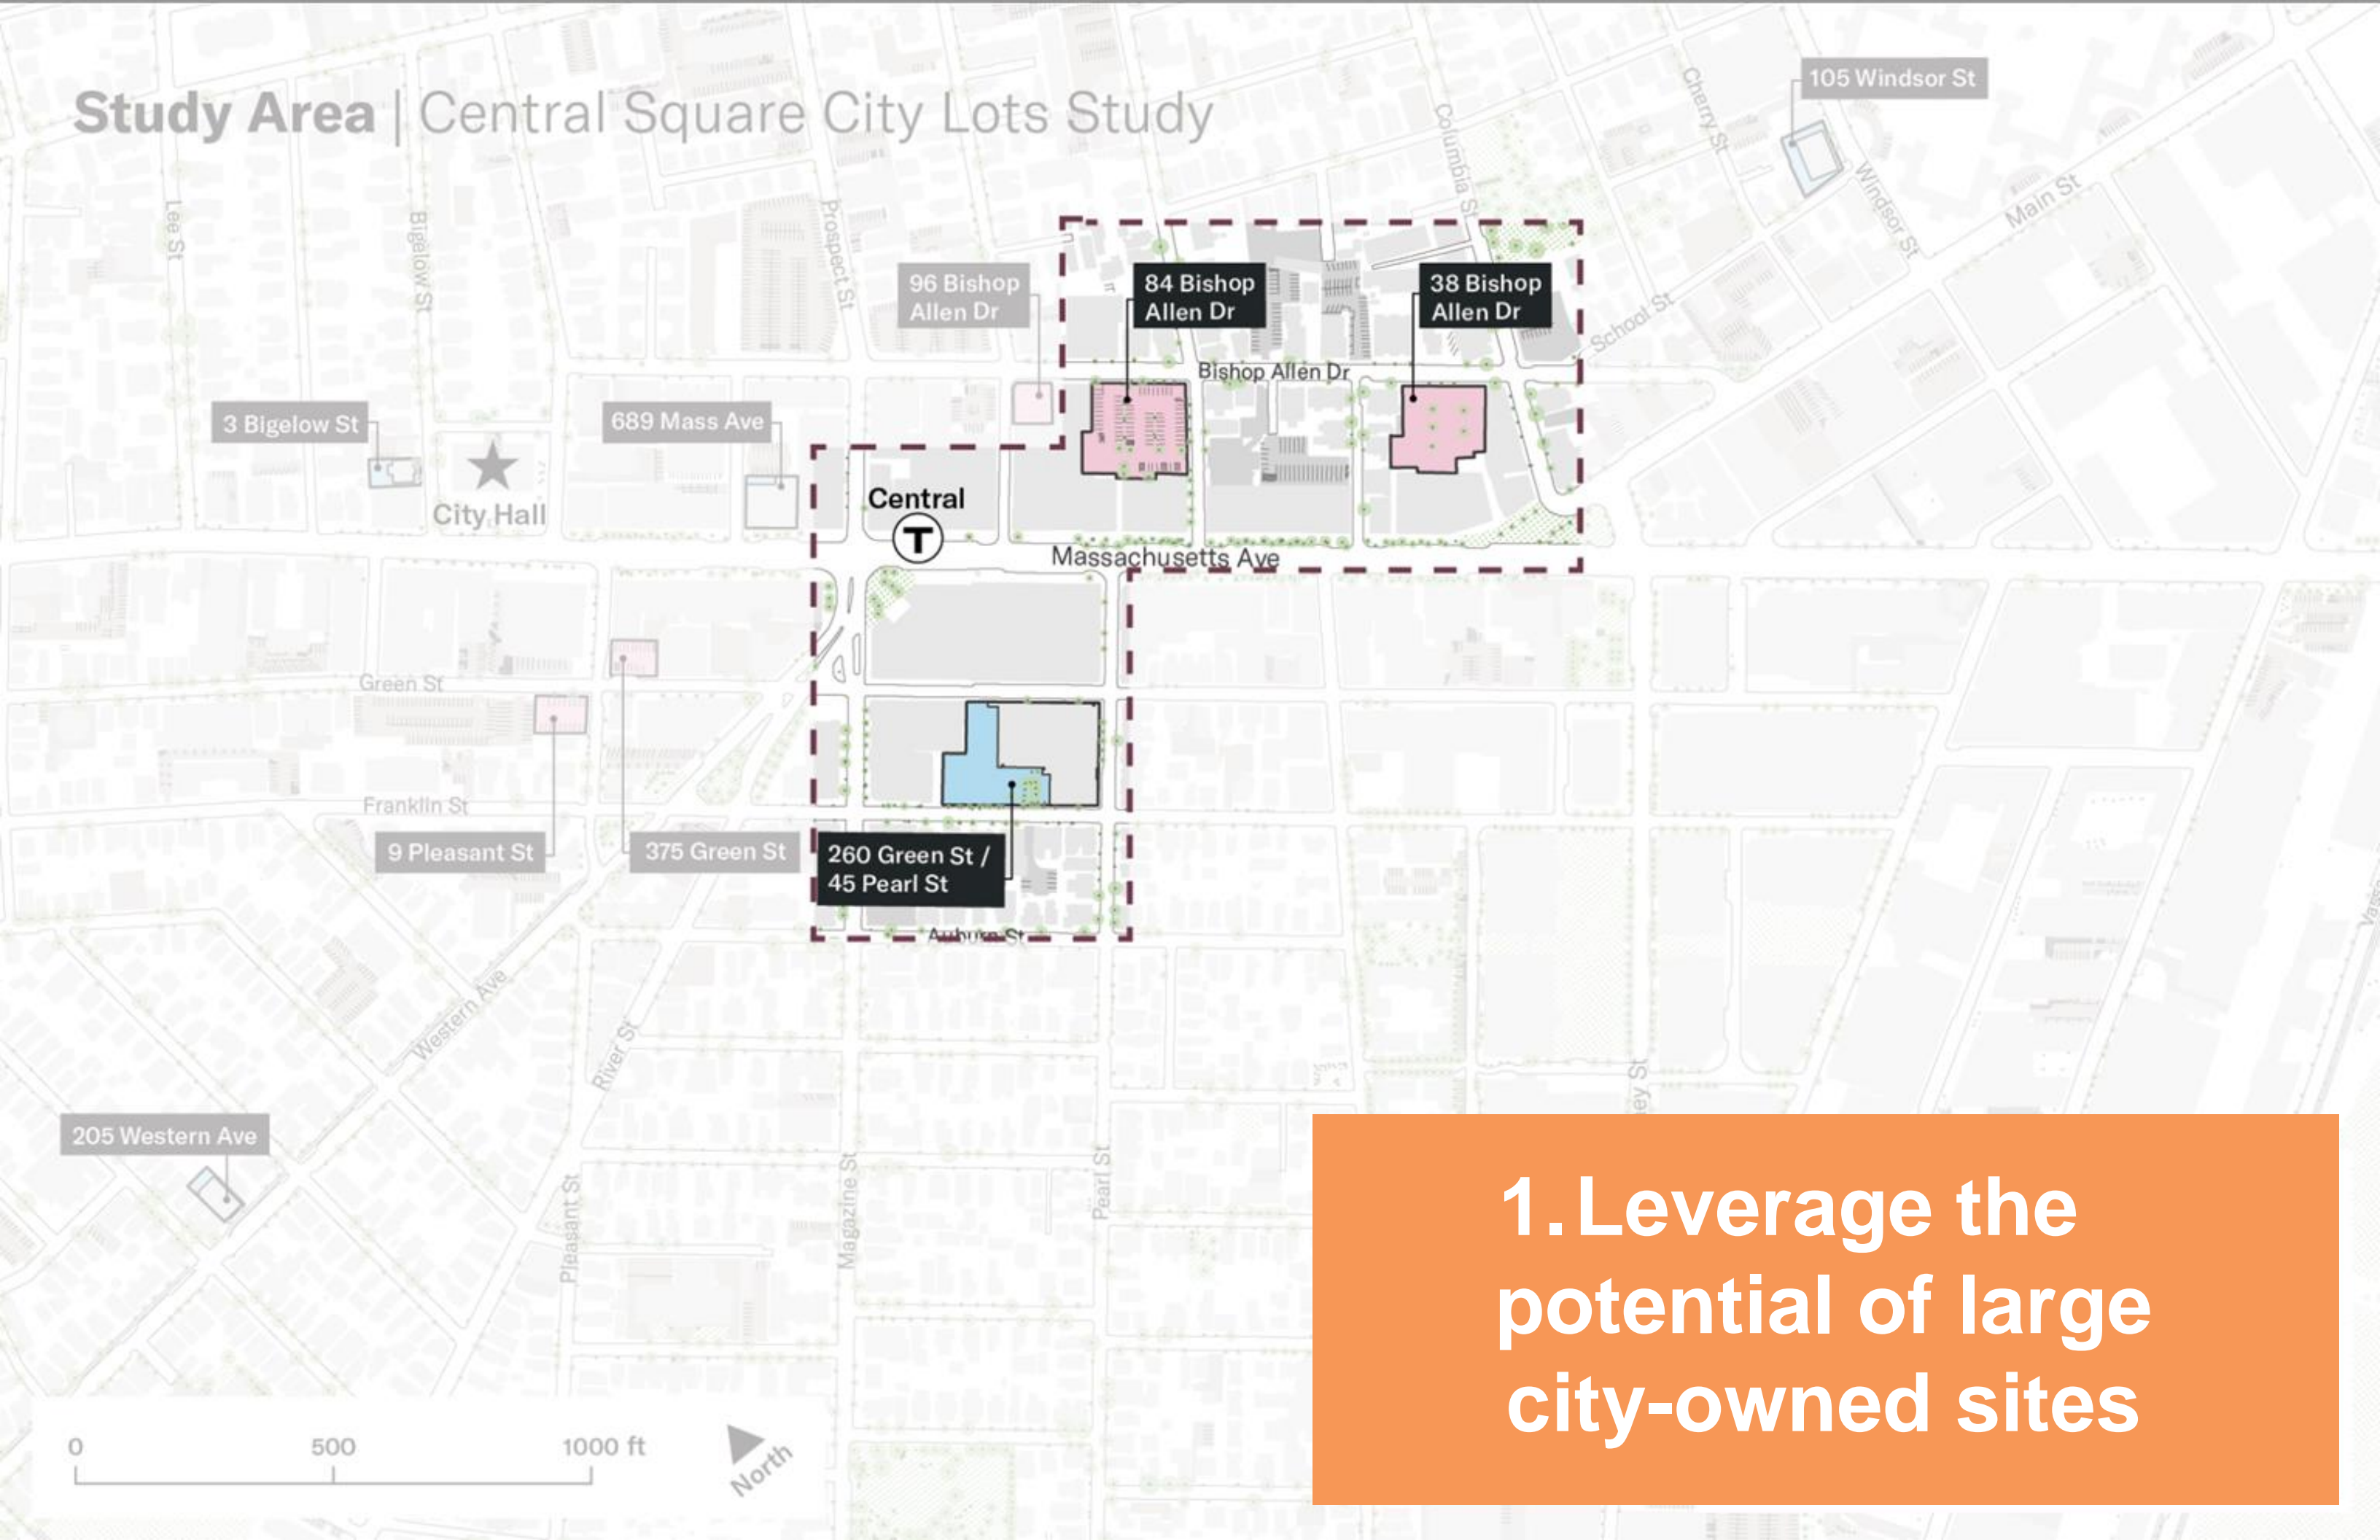 Study Area | Central Square City Lots Study
105 Windsor St
Cherry St
Columbia St
Windsor St
Main St
Lee St
Bigelow St
Prospect St
96 Bishop
Allen Dr
84 Bishop
Allen Dr
38 Bishop
Allen Dr
School St
Bishop Allen Dr
3 Bigelow St
689 Mass Ave
City Hall
Central
T
Massachusetts Ave
Green St
Franklin St
9 Pleasant St
375 Green St
260 Green St /
45 Pearl St
Auburn St
Western Ave
River St
205 Western Ave
Pleasant St
Magazine St
Pearl St
1. Leverage the
potential of large
city-owned sites
0 500 1000 ft
North